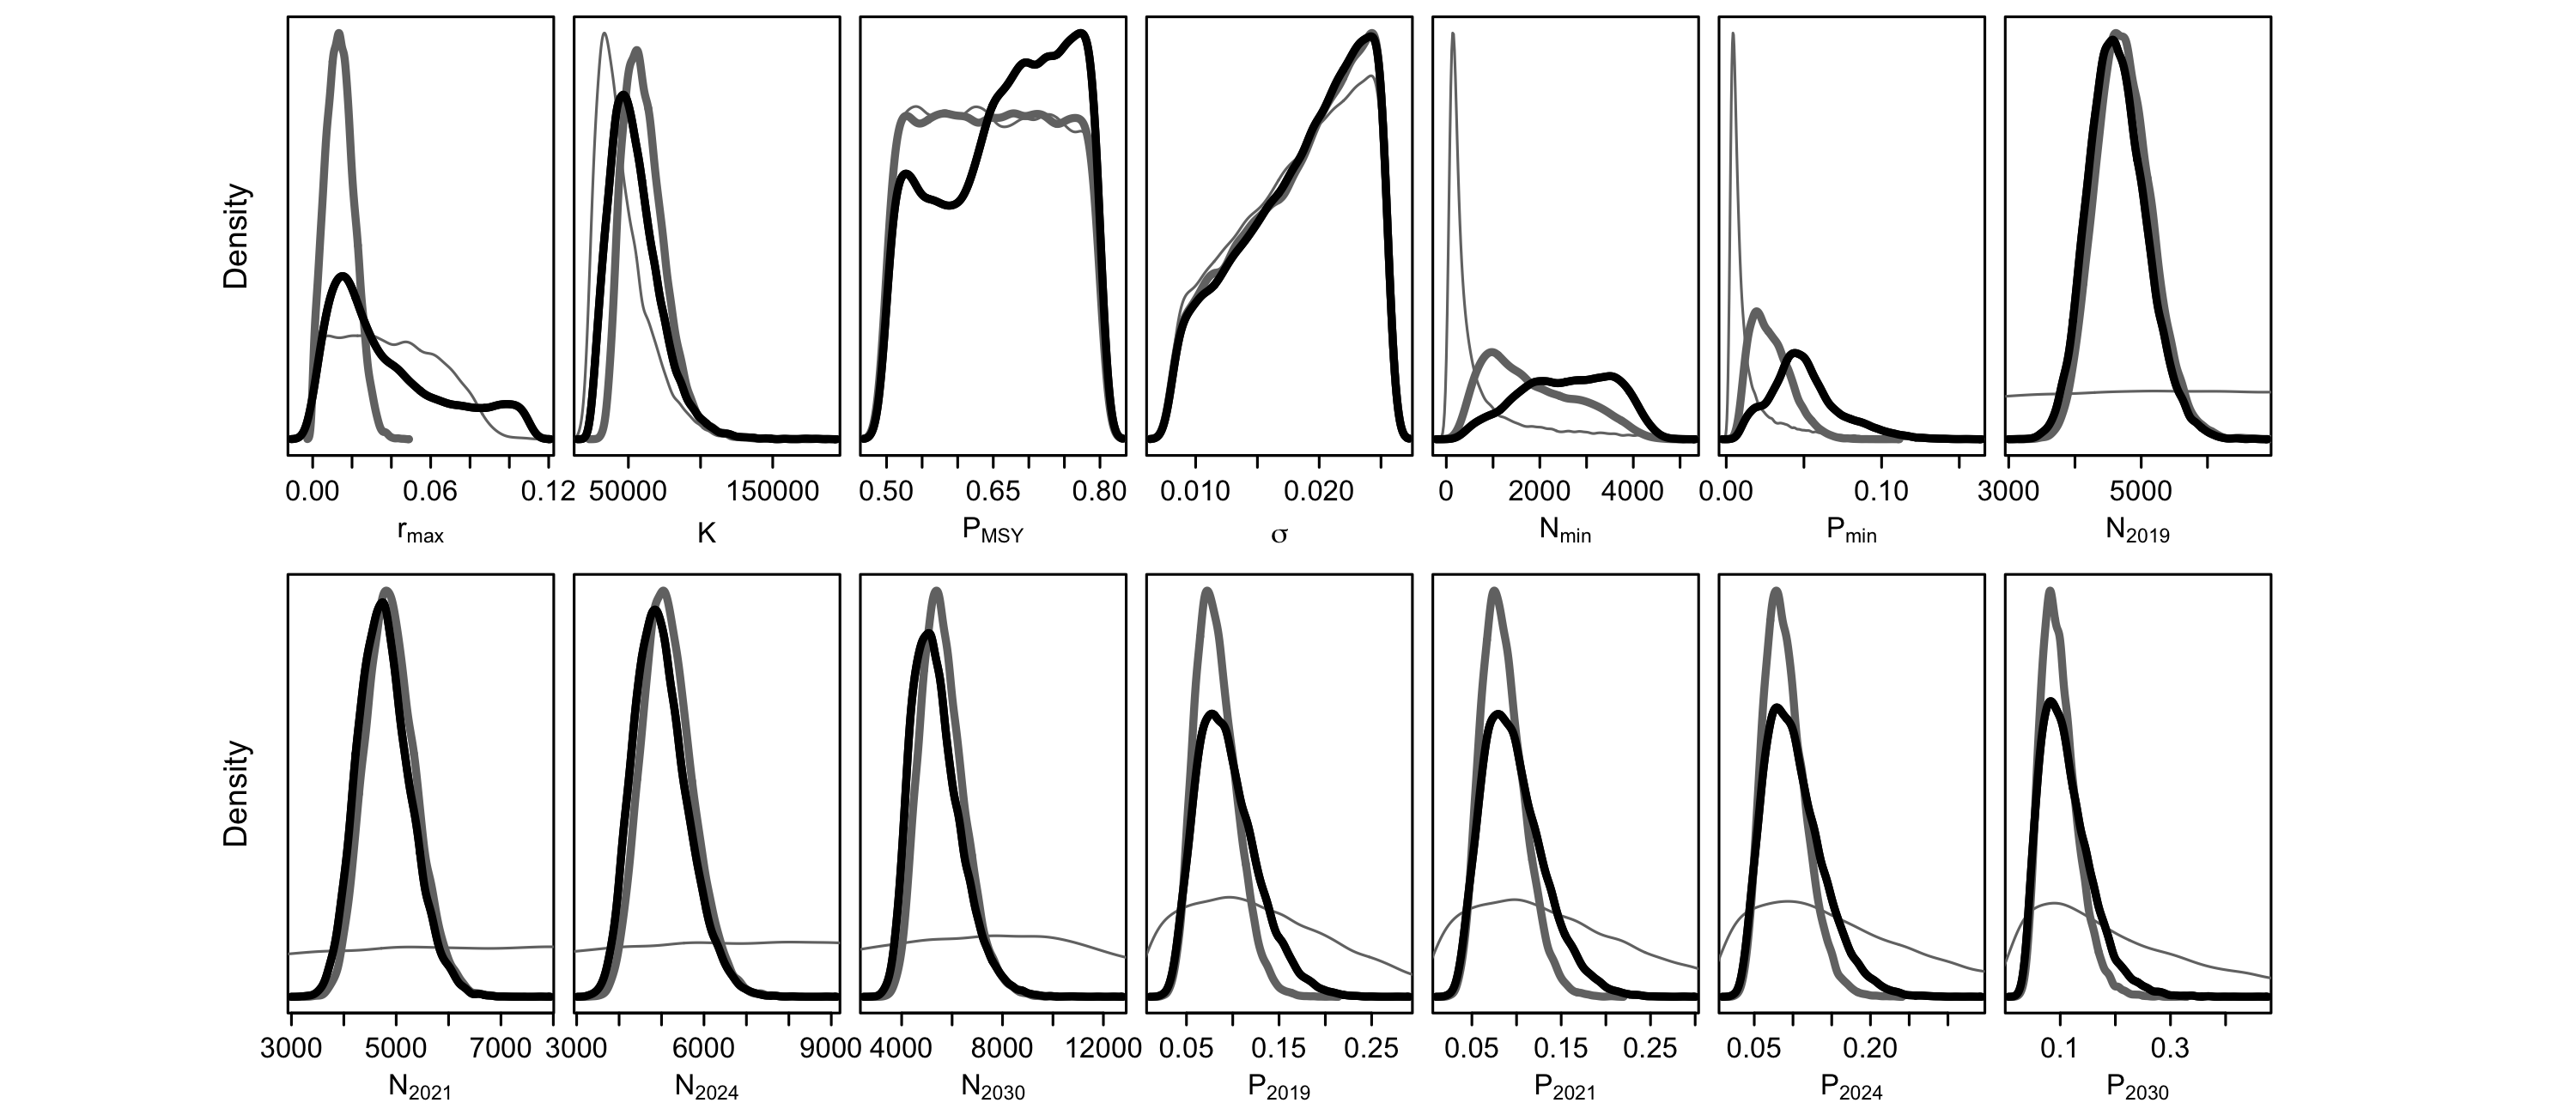 Density
0.00 0.06 0.12 50000 150000 0.50 0.65 0.80 0.010 0.020 0 2000 4000 0.00 0.10 3000 5000
rmax K PMSY σ Nmin Pmin N2019
Density
3000 5000 7000 3000 6000 9000 4000 8000 12000 0.05 0.15 0.25 0.05 0.15 0.25 0.05 0.20 0.1 0.3
N2021 N2024 N2030 P2019 P2021 P2024 P2030